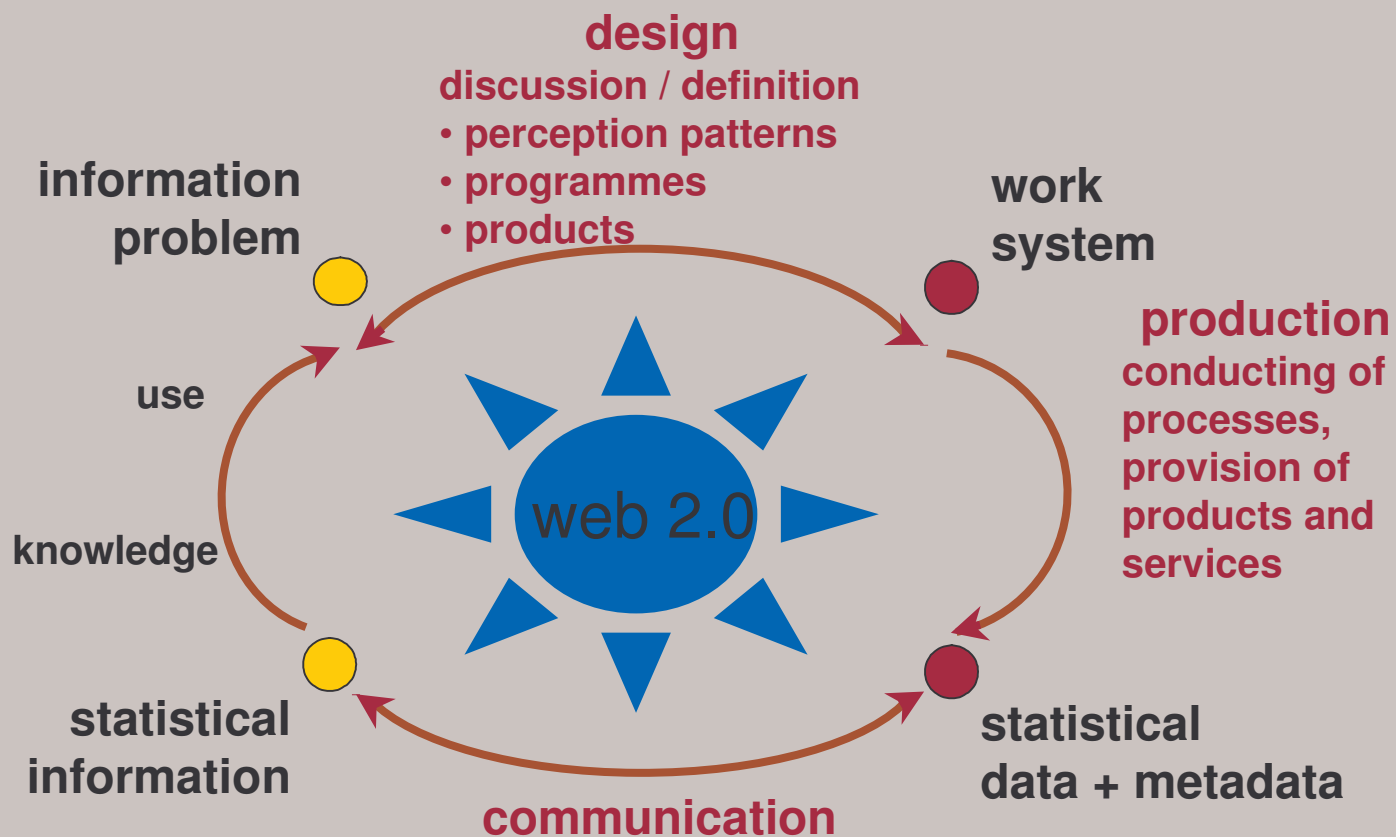 design
discussion / definition
• perception patterns
• programmes
• products
information
problem
work
system
production
conducting of
processes,
provision of
products and
services
use
knowledge
web 2.0
statistical
information
statistical
data + metadata
communication